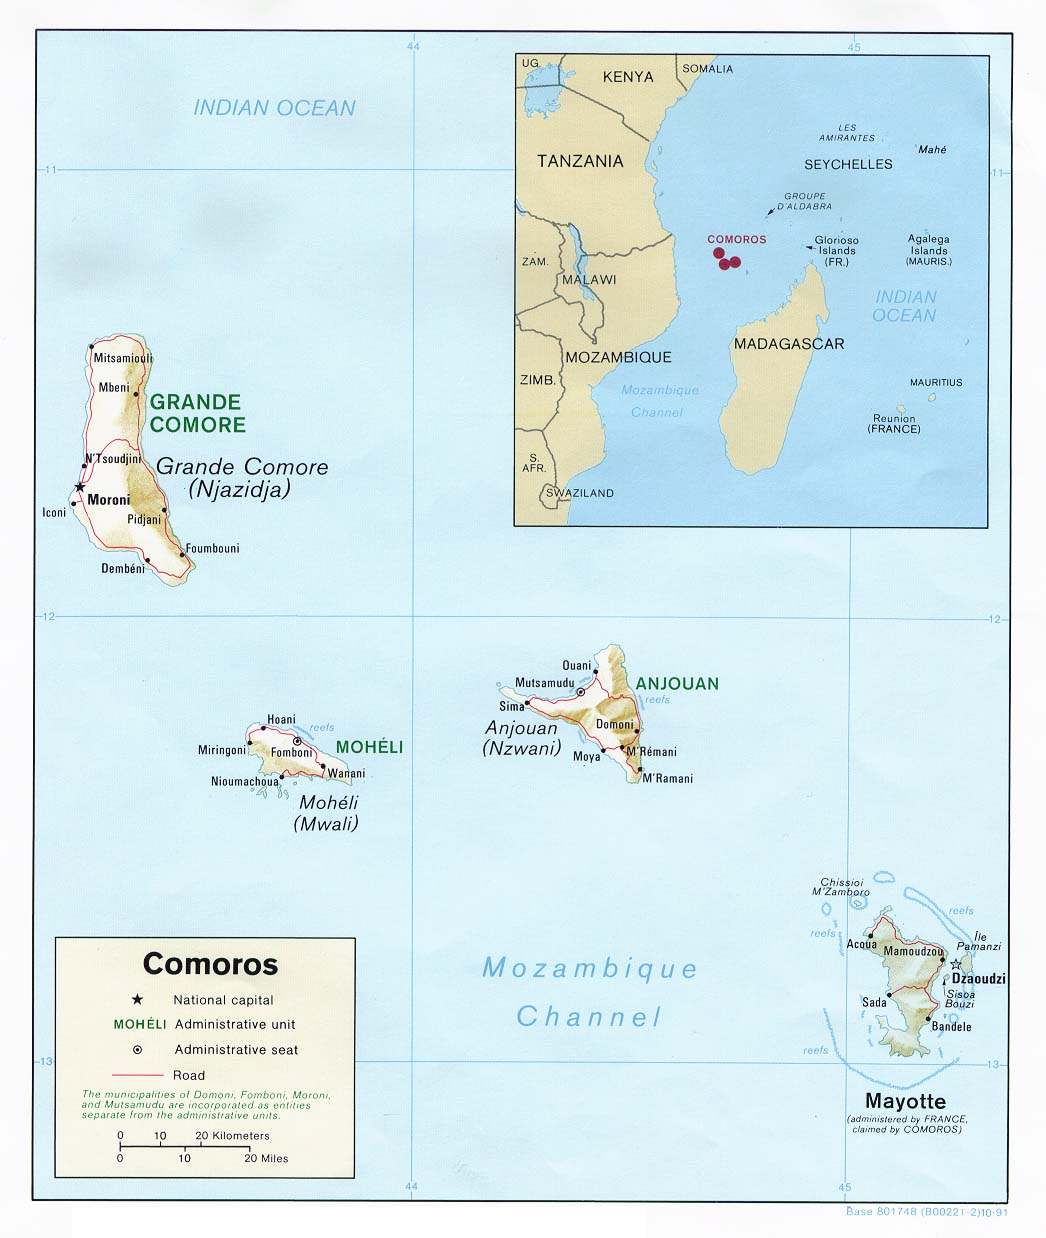 44
45
INDIAN OCEAN
11
11
UG.
KENYA
SOMALIA
TANZANIA
LES
AMIRANTES
Mahé
SEYCHELLES
GROUPE
D'ALDABRA
COMOROS
Glorioso
Islands
(FR.)
Agalega
Islands
(MAURIS.)
ZAM.
MALAWI
INDIAN
OCEAN
MOZAMBIQUE
MADAGASCAR
ZIMB.
Mozambique
Channel
MAURITIUS
Reunion
(FRANCE)
S.
AFR.
SWAZILAND
Mitsamiouli
Mbeni
GRANDE
COMORE
N'Tsoudjini
Grande Comore
(Njazidja)
Moroni
Iconi
Pidjani
Foumbouni
Dembéni
12
12
Ouani
Mutsamudu
ANJOUAN
reefs
Sima
Anjouan
(Nzwani)
Domoni
Moya
M'Rémani
M'Ramani
Hoani
reefs
Miringoni
Fomboni
MOHÉLI
Wanani
Nioumachoua
Mohéli
(Mwali)
Chissioi
M'Zamboro
reefs
reefs
Acoua
Mamoudzou
Île
Pamanzi
Dzaoudzi
Sada
Sisoa
Bouzi
Bandele
reefs
Mozambique
Channel
13
13
Mayotte
(administered by FRANCE,
claimed by COMOROS)
Comoros
National capital
MOHÉLI Administrative unit
Administrative seat
Road
The municipalities of Domoni, Fomboni, Moroni,
and Mutsamudu are incorporated as entities
separate from the administrative units.
0 10 20 Kilometers
0 10 20 Miles
44
45
Base 801748 (B00221-2)10-91